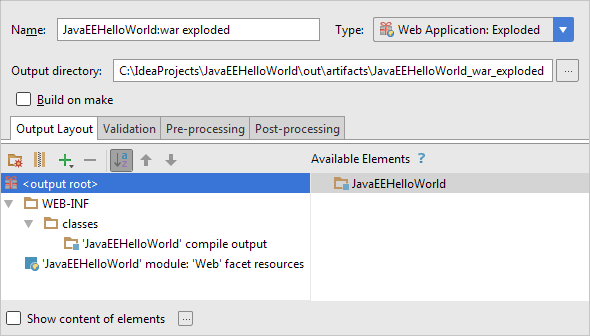 Name: JavaEEHelloWorld:war exploded Type: Web Application: Exploded
Output directory: C:\IdeaProjects\JavaEEHelloWorld\out\artifacts\JavaEEHelloWorld_war_exploded ...
Build on make
Output Layout Validation Pre-processing Post-processing
Available Elements ?
<output root> JavaEEHelloWorld
WEB-INF
classes
'JavaEEHelloWorld' compile output
'JavaEEHelloWorld' module: 'Web' facet resources
Show content of elements ...